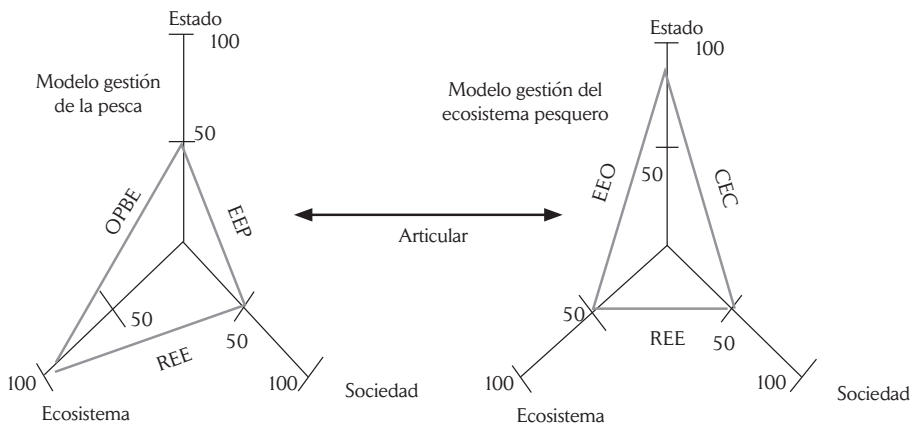 Estado
100
Modelo gestión
de la pesca
50
OPBE
EEP
50
50
REE
100
100
Sociedad
Ecosistema
Articular
Estado
100
Modelo gestión del
ecosistema pesquero
50
EEO
CEC
50
50
REE
100
100
Sociedad
Ecosistema